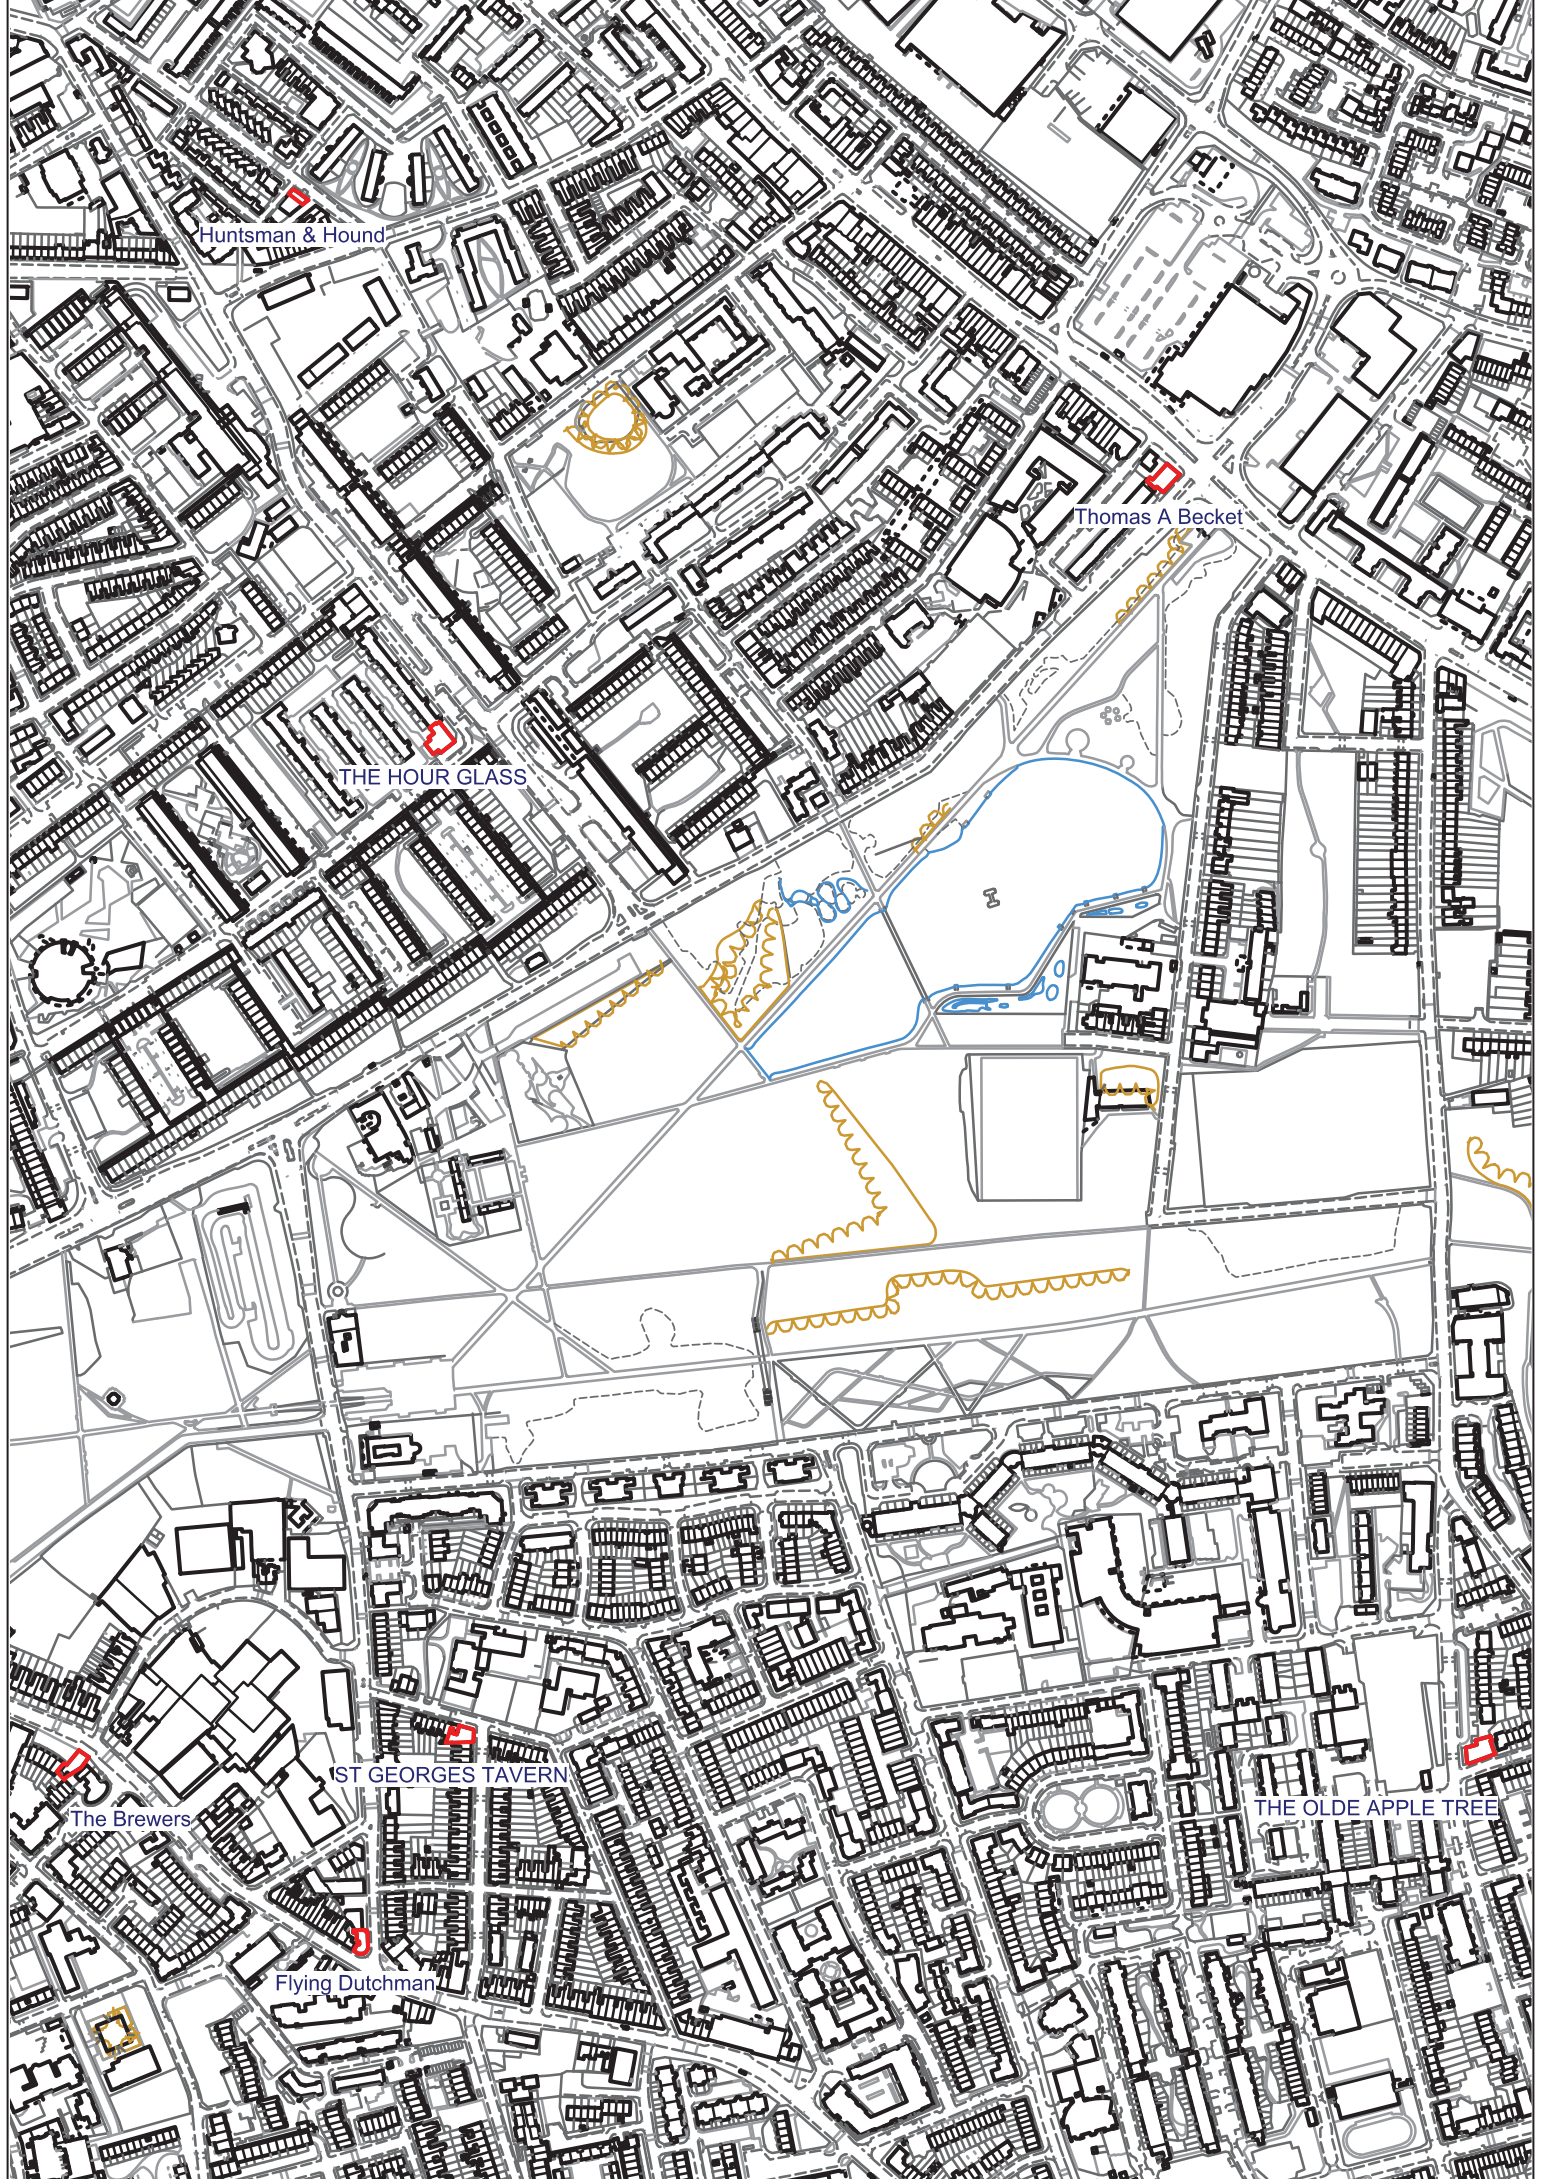 Huntsman & Hound
Thomas A Becket
THE HOUR GLASS
ST GEORGES TAVERN
THE OLDE APPLE TREE
The Brewers
Flying Dutchman